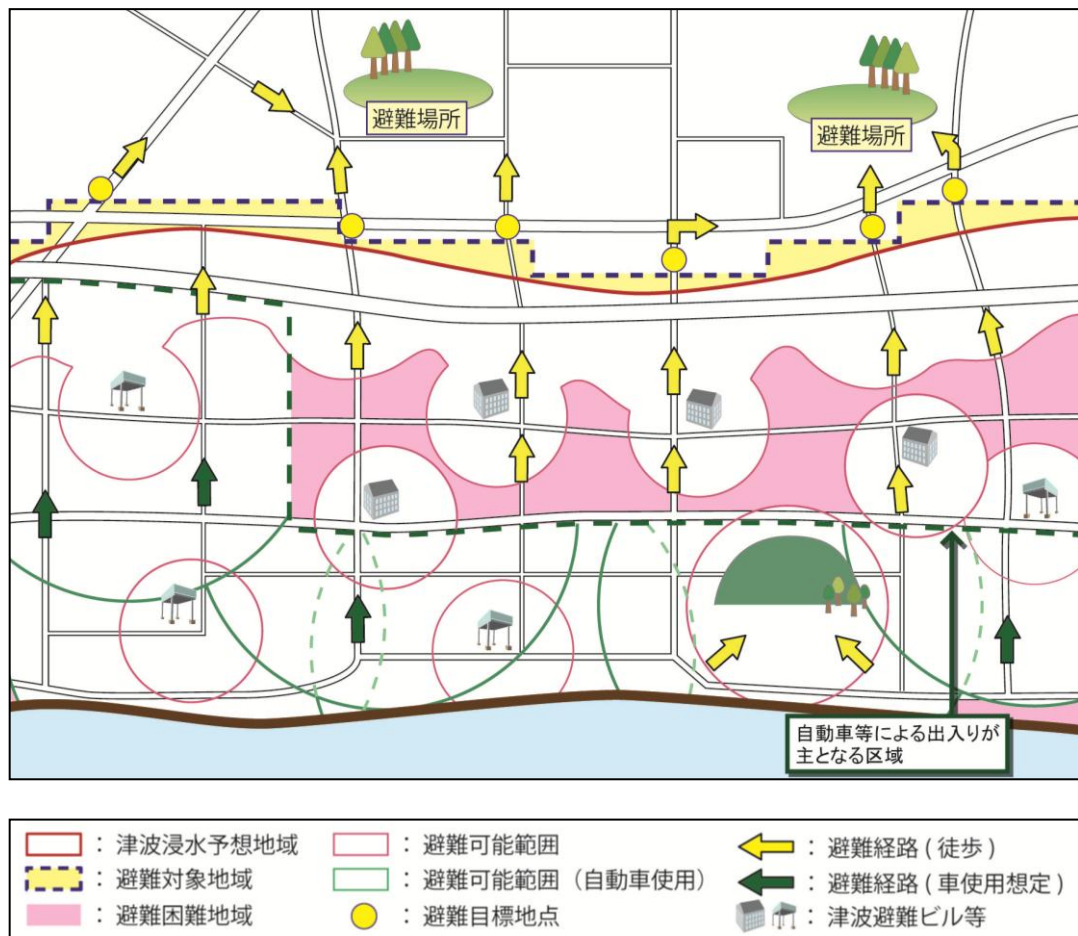 避難場所
避難場所
自動車等による出入りが
主となる区域
：津波浸水予想地域
：避難対象地域
：避難困難地域
：避難可能範囲
：避難可能範囲（自動車使用）
：避難目標地点
：避難経路 ( 徒歩 )
：避難経路 ( 車使用想定 )
：津波避難ビル等